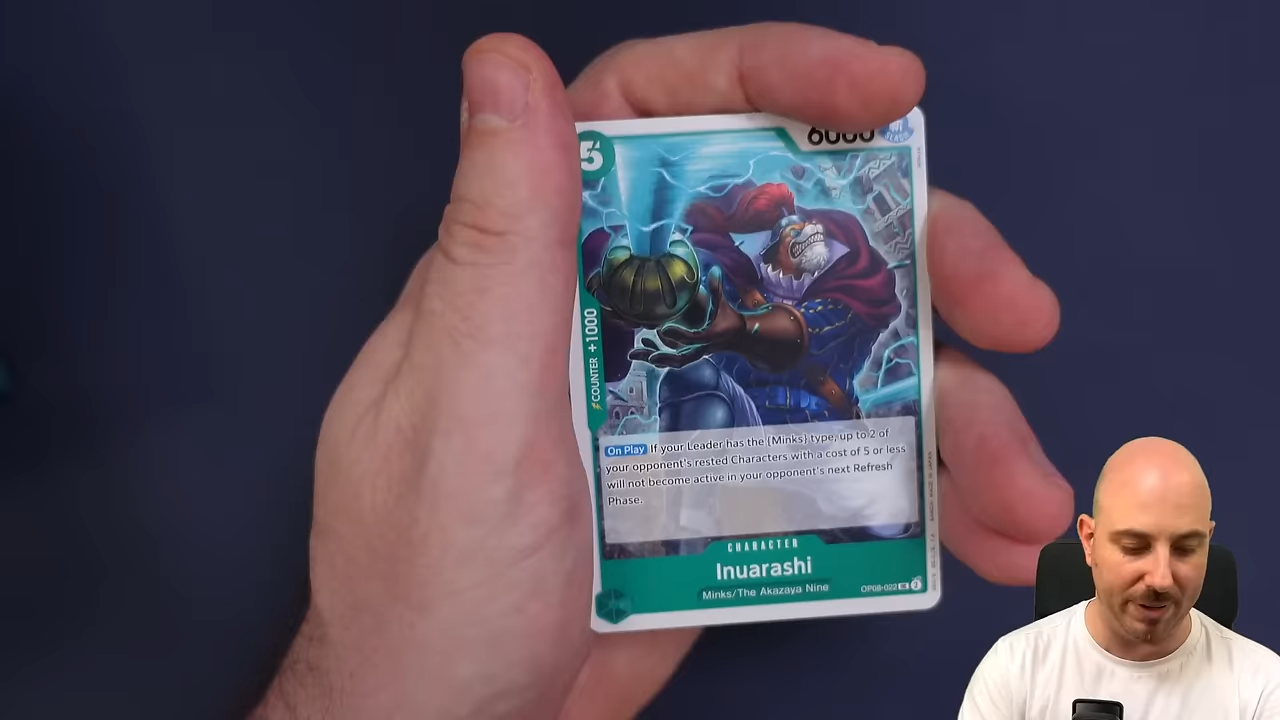 5
6000
COUNTER +1000
On Play If your Leader has the {Minks} type, up to 2 of
your opponent's rested Characters with a cost of 5 or less
will not become active in your opponent's next Refresh
Phase.
CHARACTER
Inuarashi
Minks/The Akazaya Nine
OP08-022 UC